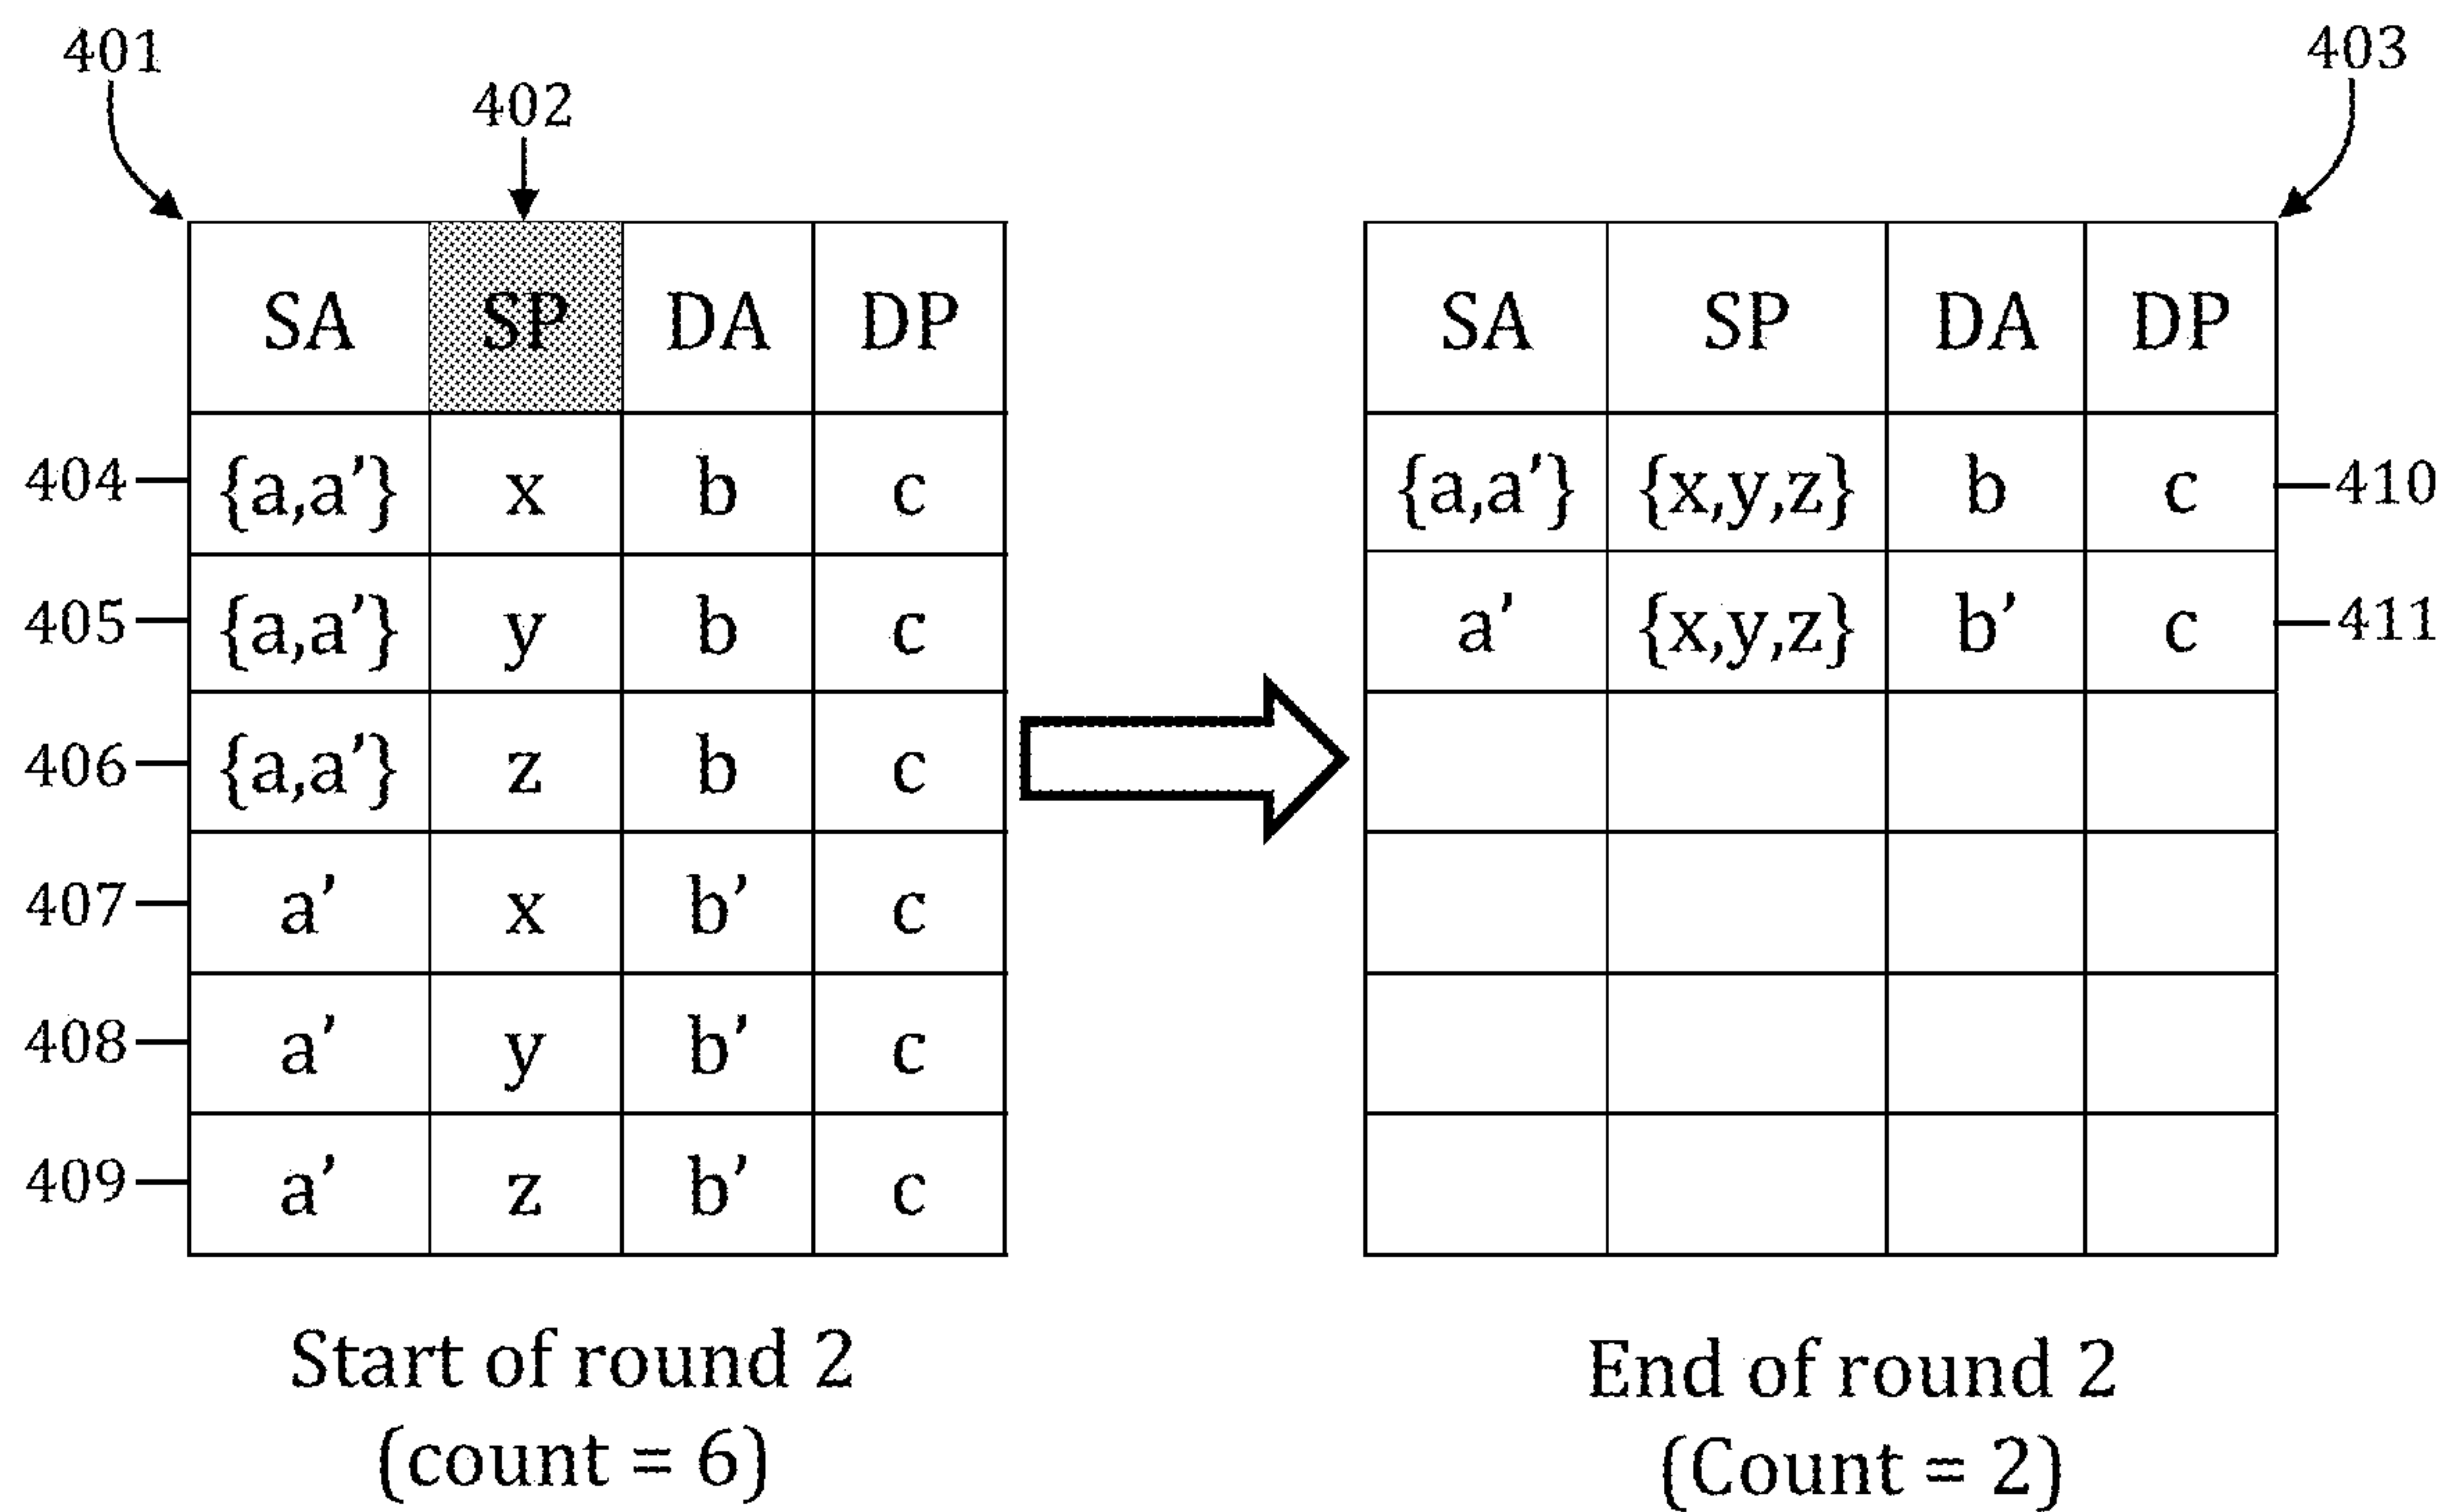 401
403
402
SA SP DA DP
SA SP DA DP
404 {a,a’} x b c
{a,a’} {x,y,z} b c 410
405 {a,a’} y b c
a’ {x,y,z} b’ c 411
406 {a,a’} z b c
407 a’ x b’ c
408 a’ y b’ c
409 a’ z b’ c
Start of round 2
(count = 6)
End of round 2
(Count = 2)